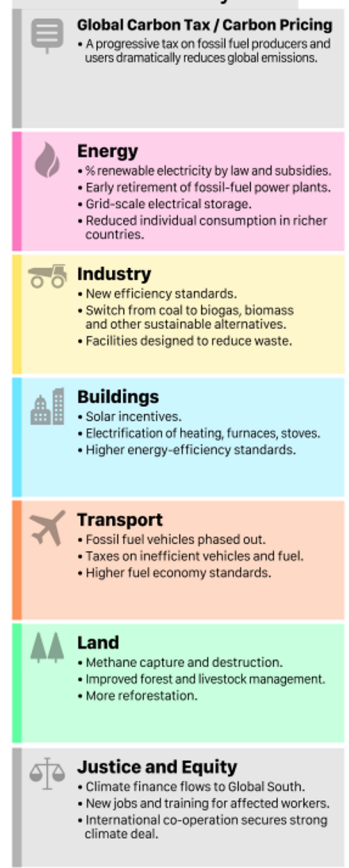 Global Carbon Tax / Carbon Pricing
• A progressive tax on fossil fuel producers and
users dramatically reduces global emissions.
Energy
• % renewable electricity by law and subsidies.
• Early retirement of fossil-fuel power plants.
• Grid-scale electrical storage.
• Reduced individual consumption in richer
countries.
Industry
• New efficiency standards.
• Switch from coal to biogas, biomass
and other sustainable alternatives.
• Facilities designed to reduce waste.
Buildings
• Solar incentives.
• Electrification of heating, furnaces, stoves.
• Higher energy-efficiency standards.
Transport
• Fossil fuel vehicles phased out.
• Taxes on inefficient vehicles and fuel.
• Higher fuel economy standards.
Land
• Methane capture and destruction.
• Improved forest and livestock management.
• More reforestation.
Justice and Equity
• Climate finance flows to Global South.
• New jobs and training for affected workers.
• International co-operation secures strong
climate deal.